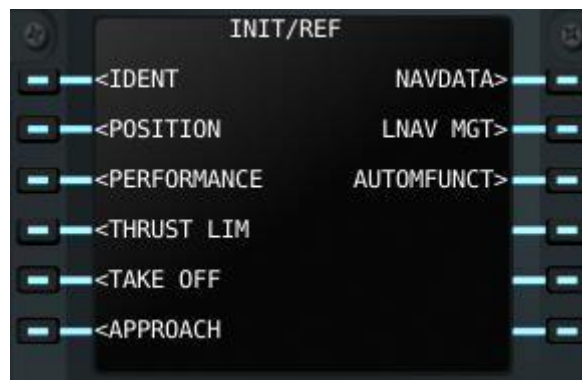 INIT/REF
<IDENT NAVDATA>
<POSITION LNAV MGT>
<PERFORMANCE AUTOMFUNCT>
<THRUST LIM
<TAKE OFF
<APPROACH